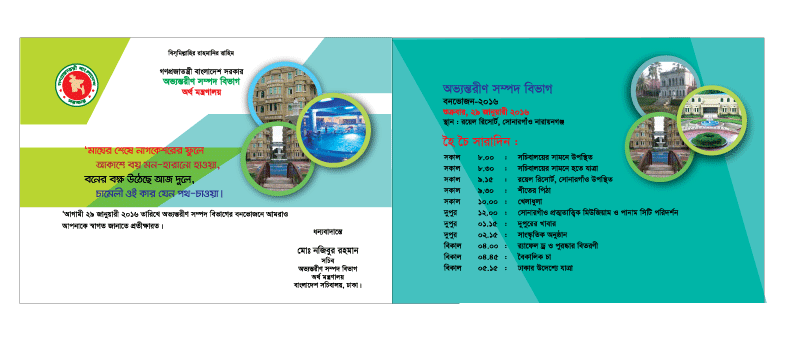 বিস্‌মিল্লাহির রাহমানির রাহিম
গণপ্রজাতন্ত্রী বাংলাদেশ সরকার
অভ্যন্তরীণ সম্পদ বিভাগ
অর্থ মন্ত্রণালয়
'মাঘের শেষে নাগকেশরের ফুলে
আকাশে বয় মন-হারানো হাওয়া,
বনের বক্ষ উঠেছে আজ দুলে,
চামেলী ওই কার যেন পথ-চাওয়া।
'আগামী ২৯ জানুয়ারী ২০১৬ তারিখে অভ্যন্তরীণ সম্পদ বিভাগের বনভোজনে আমরাও
আপনাকে স্বাগত জানাতে প্রতীক্ষারত।
ধন্যবাদান্তে
মোঃ নজিবুর রহমান
সচিব
অভ্যন্তরীণ সম্পদ বিভাগ
অর্থ মন্ত্রণালয়
বাংলাদেশ সচিবালয়, ঢাকা।
অভ্যন্তরীণ সম্পদ বিভাগ
বনভোজন-২০১৬
শুক্রবার, ২৯ জানুয়ারী ২০১৬
স্থান : রয়েল রিসোর্ট, সোনারগাঁও নারায়নগঞ্জ
হৈ চৈ সারাদিন :
সকাল ৮.০০ : সচিবালয়ের সামনে উপস্থিত
সকাল ৮.৩০ : সচিবালয়ের সামনে হতে যাত্রা
সকাল ৯.১৫ : রয়েল রিসোর্ট, সোনারগাঁও উপস্থিত
সকাল ৯.৩০ : শীতের পিঠা
সকাল ১০.০০ : খেলাধুলা
দুপুর ১২.০০ : সোনারগাঁও প্রত্নতাত্ত্বিক মিউজিয়াম ও পানাম সিটি পরিদর্শন
দুপুর ০১.১৫ : দুপুরের খাবার
দুপুর ০২.১৫ : সাংস্কৃতিক অনুষ্ঠান
বিকাল ০৪.০০ : র‍্যাফেল ড্র ও পুরস্কার বিতরণী
বিকাল ০৪.৪৫ : বৈকালিক চা
বিকাল ০৫.১৫ : ঢাকার উদ্দেশ্যে যাত্রা